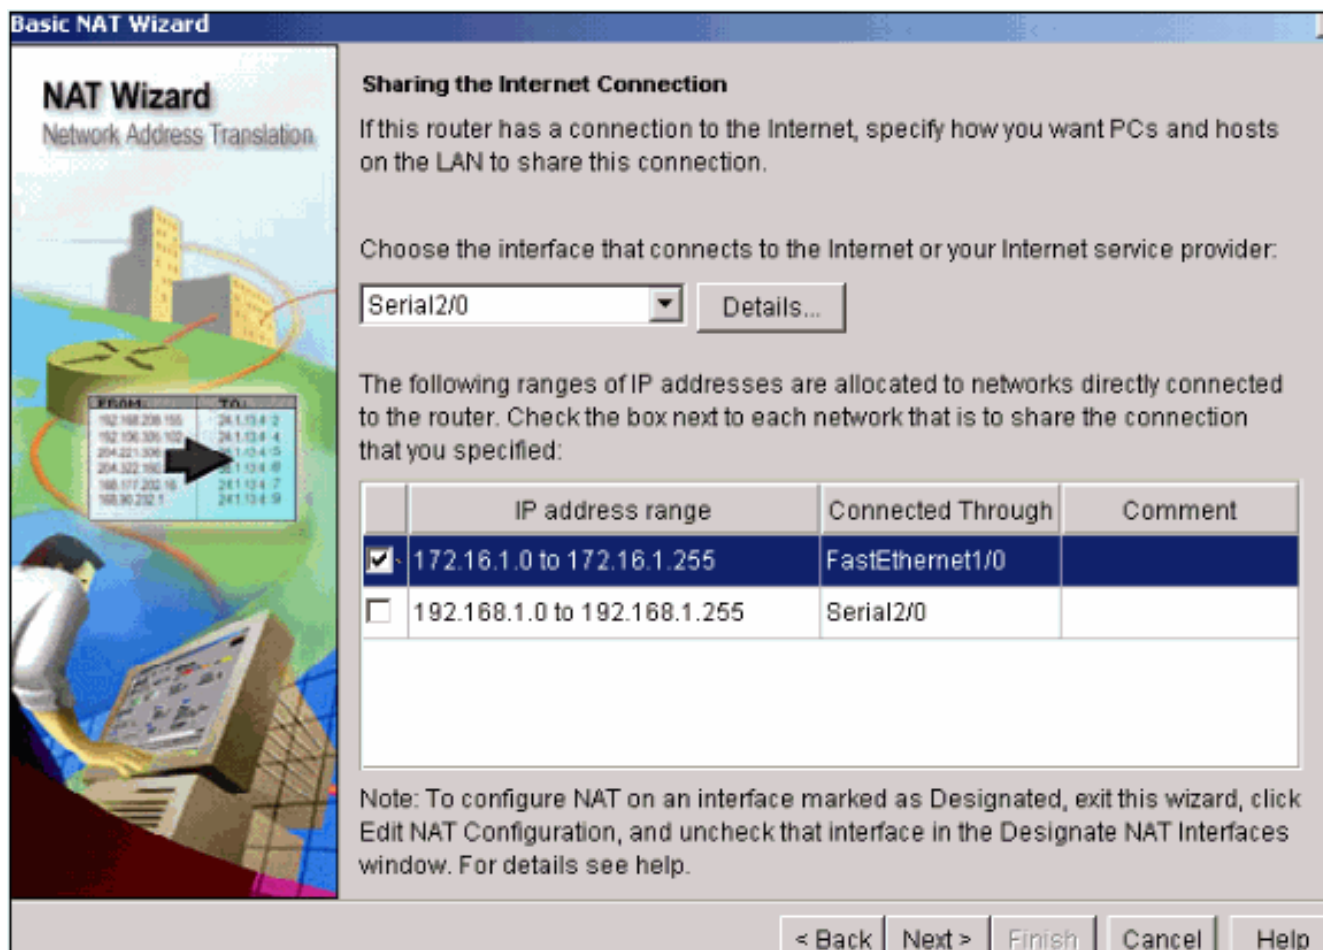 Basic NAT Wizard
NAT Wizard
Network Address Translation
Sharing the Internet Connection
If this router has a connection to the Internet, specify how you want PCs and hosts
on the LAN to share this connection.
Choose the interface that connects to the Internet or your Internet service provider:
Serial2/0
Details...
The following ranges of IP addresses are allocated to networks directly connected
to the router. Check the box next to each network that is to share the connection
that you specified:
FROM: TO:
IP address range Connected Through Comment
172.16.1.0 to 172.16.1.255 FastEthernet1/0
192.168.1.0 to 192.168.1.255 Serial2/0
Note: To configure NAT on an interface marked as Designated, exit this wizard, click
Edit NAT Configuration, and uncheck that interface in the Designate NAT Interfaces
window. For details see help.
< Back Next > Finish Cancel Help